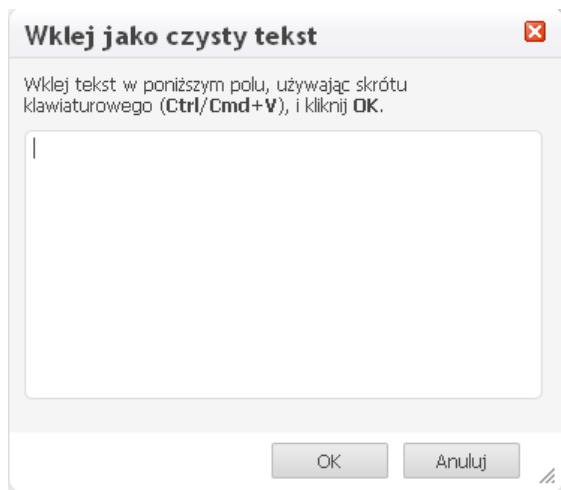 Wklej jako czysty tekst
Wklej tekst w poniższym polu, używając skrótu
klawiaturowego (Ctrl/Cmd+V), i kliknij OK.
OK Anuluj